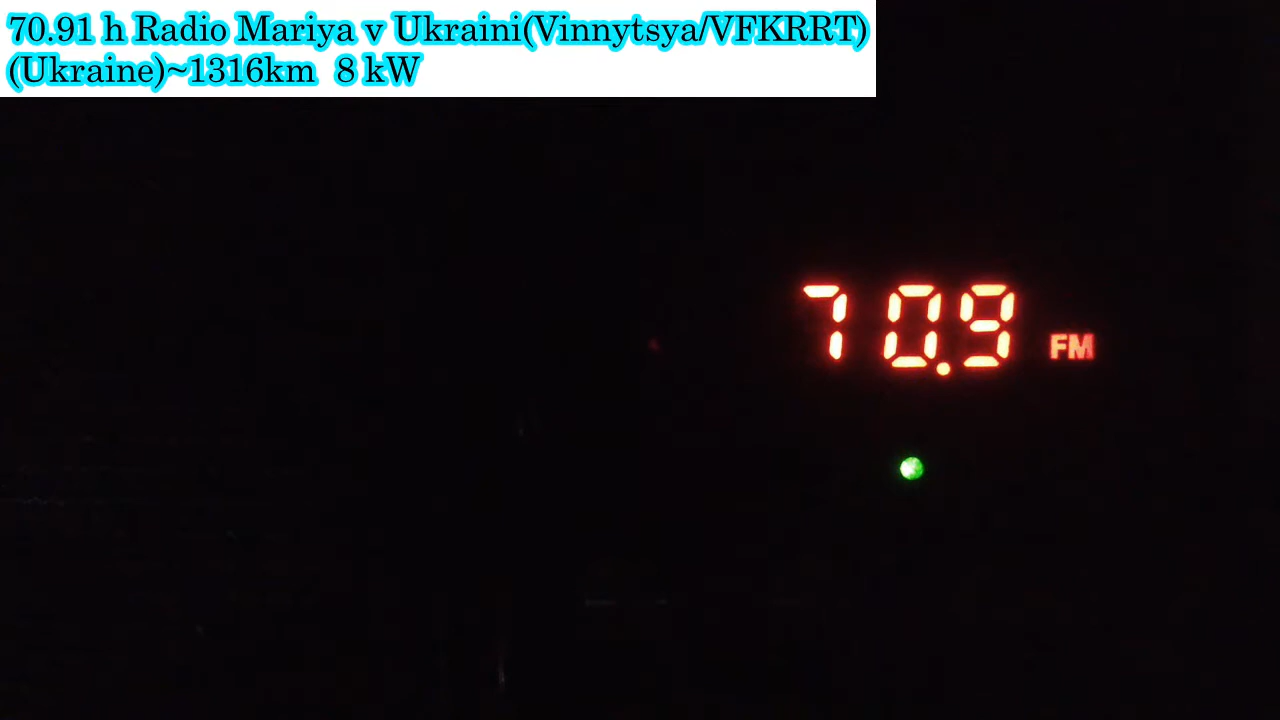 70.91 h Radio Mariya v Ukraini(Vinnytsya/VFKRRT)
(Ukraine)~1316km 8 kW
70.9 FM